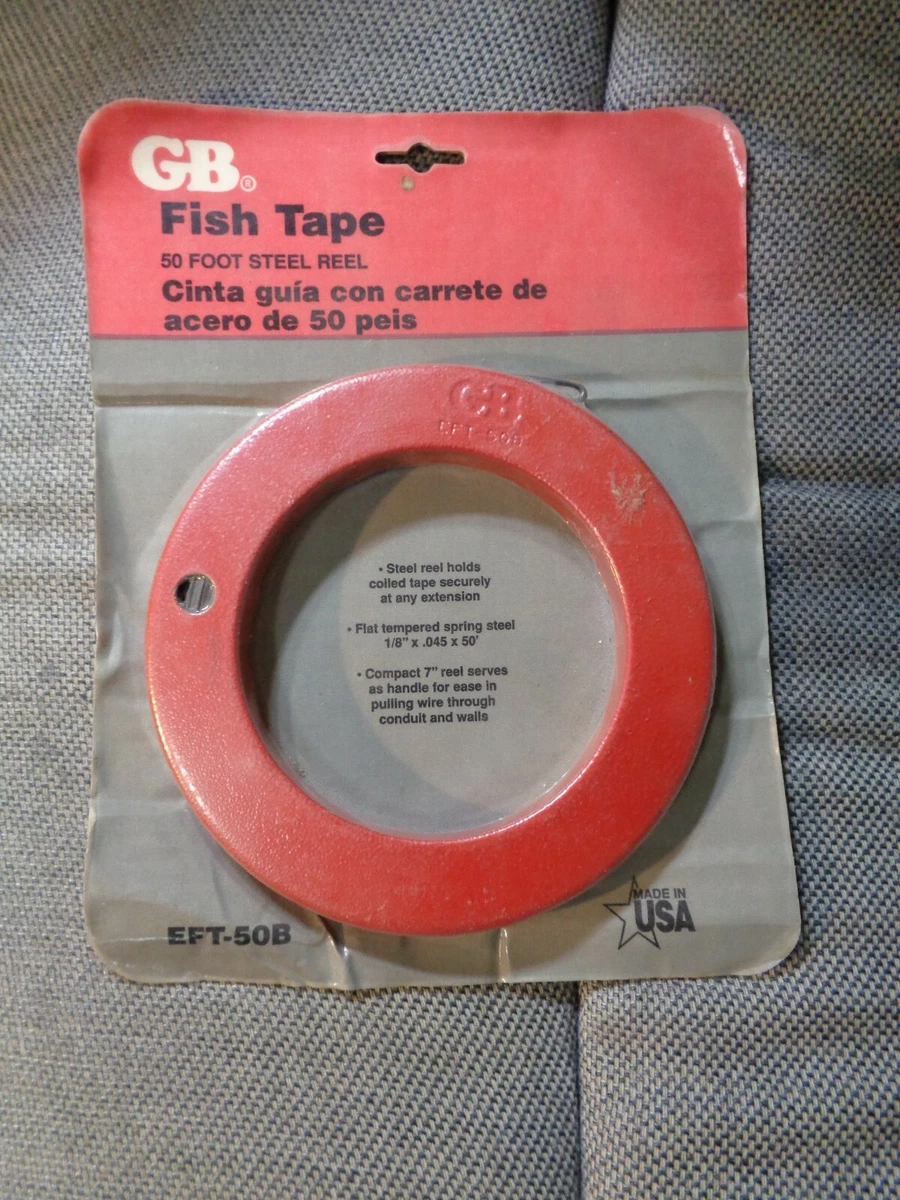 GB®
Fish Tape
50 FOOT STEEL REEL
Cinta guía con carrete de
acero de 50 peis
GB
EFT-50B
• Steel reel holds
coiled tape securely
at any extension
• Flat tempered spring steel
1/8” x .045 x 50’
• Compact 7” reel serves
as handle for ease in
pulling wire through
conduit and walls
EFT-50B
MADE IN
USA